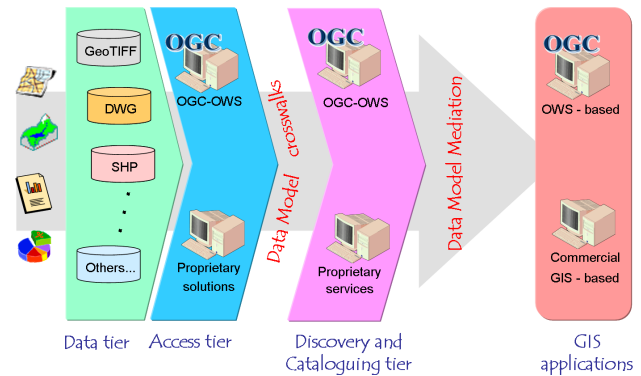 GeoTIFF
DWG
SHP
Others...
Data tier
OGC
OGC-OWS
Proprietary
solutions
Access tier
Data Model crosswalks
OGC
OGC-OWS
Proprietary
services
Discovery and
Cataloguing tier
Data Model Mediation
OGC
OWS - based
Commercial
GIS - based
GIS
applications